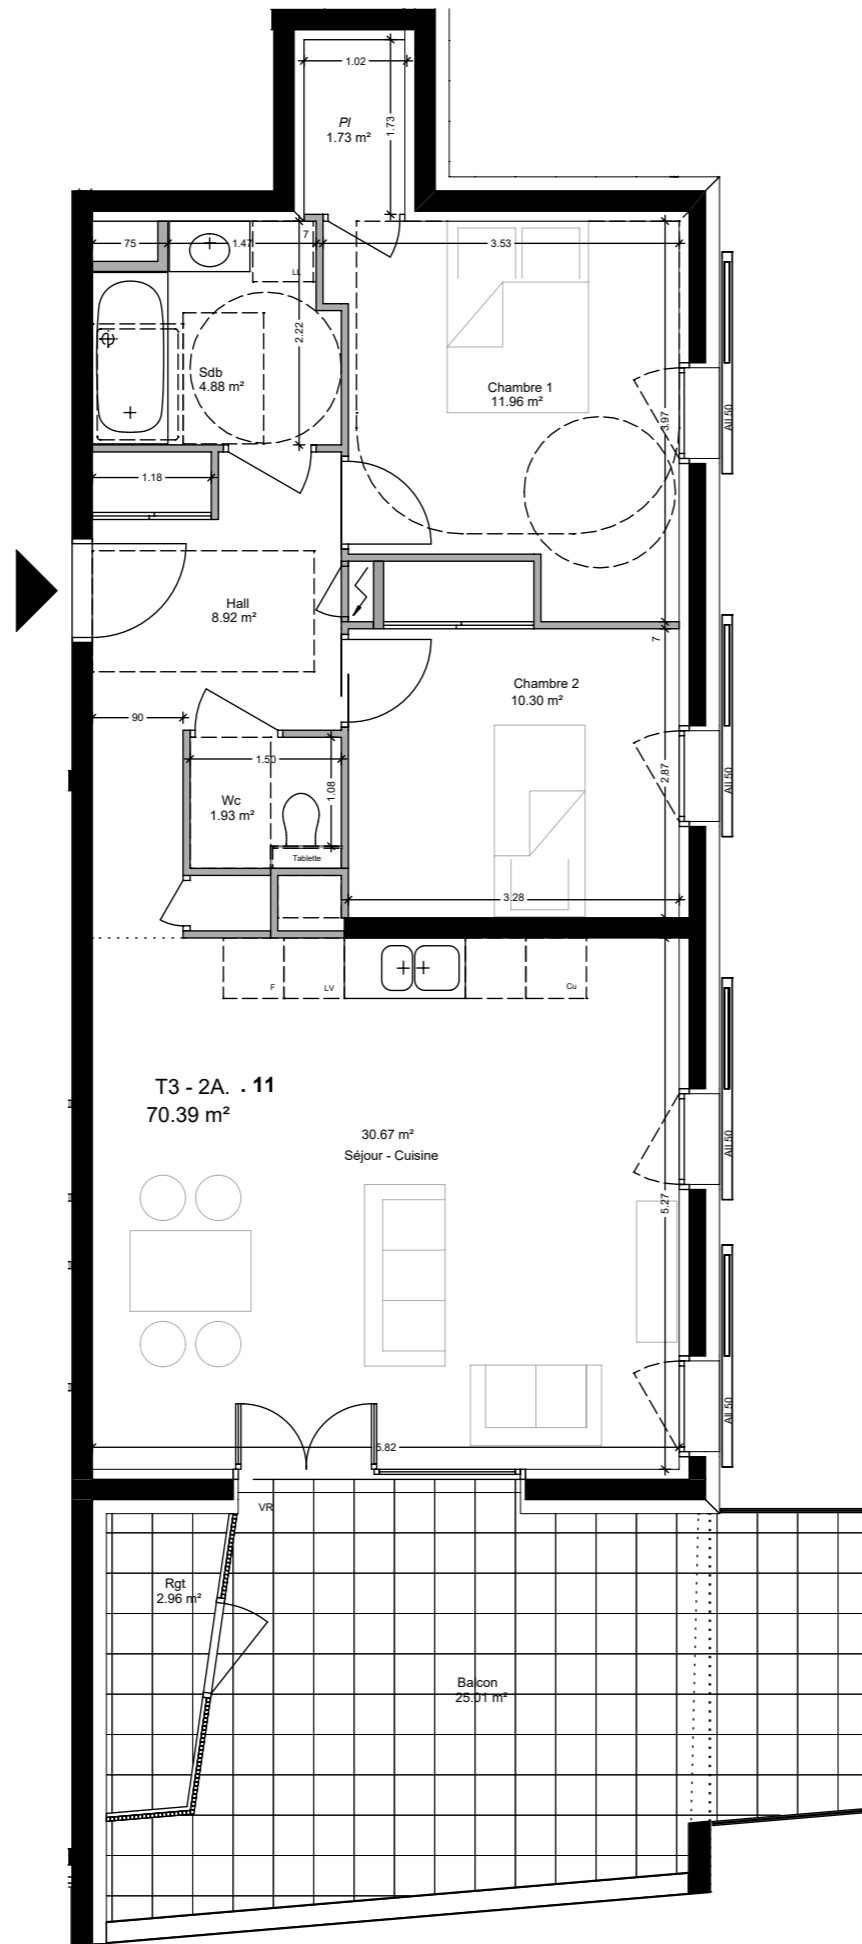 1.02
Pl
1.73 m²
1.73
75
1.47
7
3.53
LL
2.22
Sdb
4.88 m²
Chambre 1
11.96 m²
3.97
All.50
1.18
Hall
8.92 m²
7
Chambre 2
10.30 m²
90
1.50
1.08
2.87
All.50
Wc
1.93 m²
Tablette
3.28
F
LV
Cu
T3 - 2A. . 11
70.39 m²
30.67 m²
Séjour - Cuisine
All.50
5.27
All.50
5.82
VR
Rgt
2.96 m²
Balcon
25.01 m²